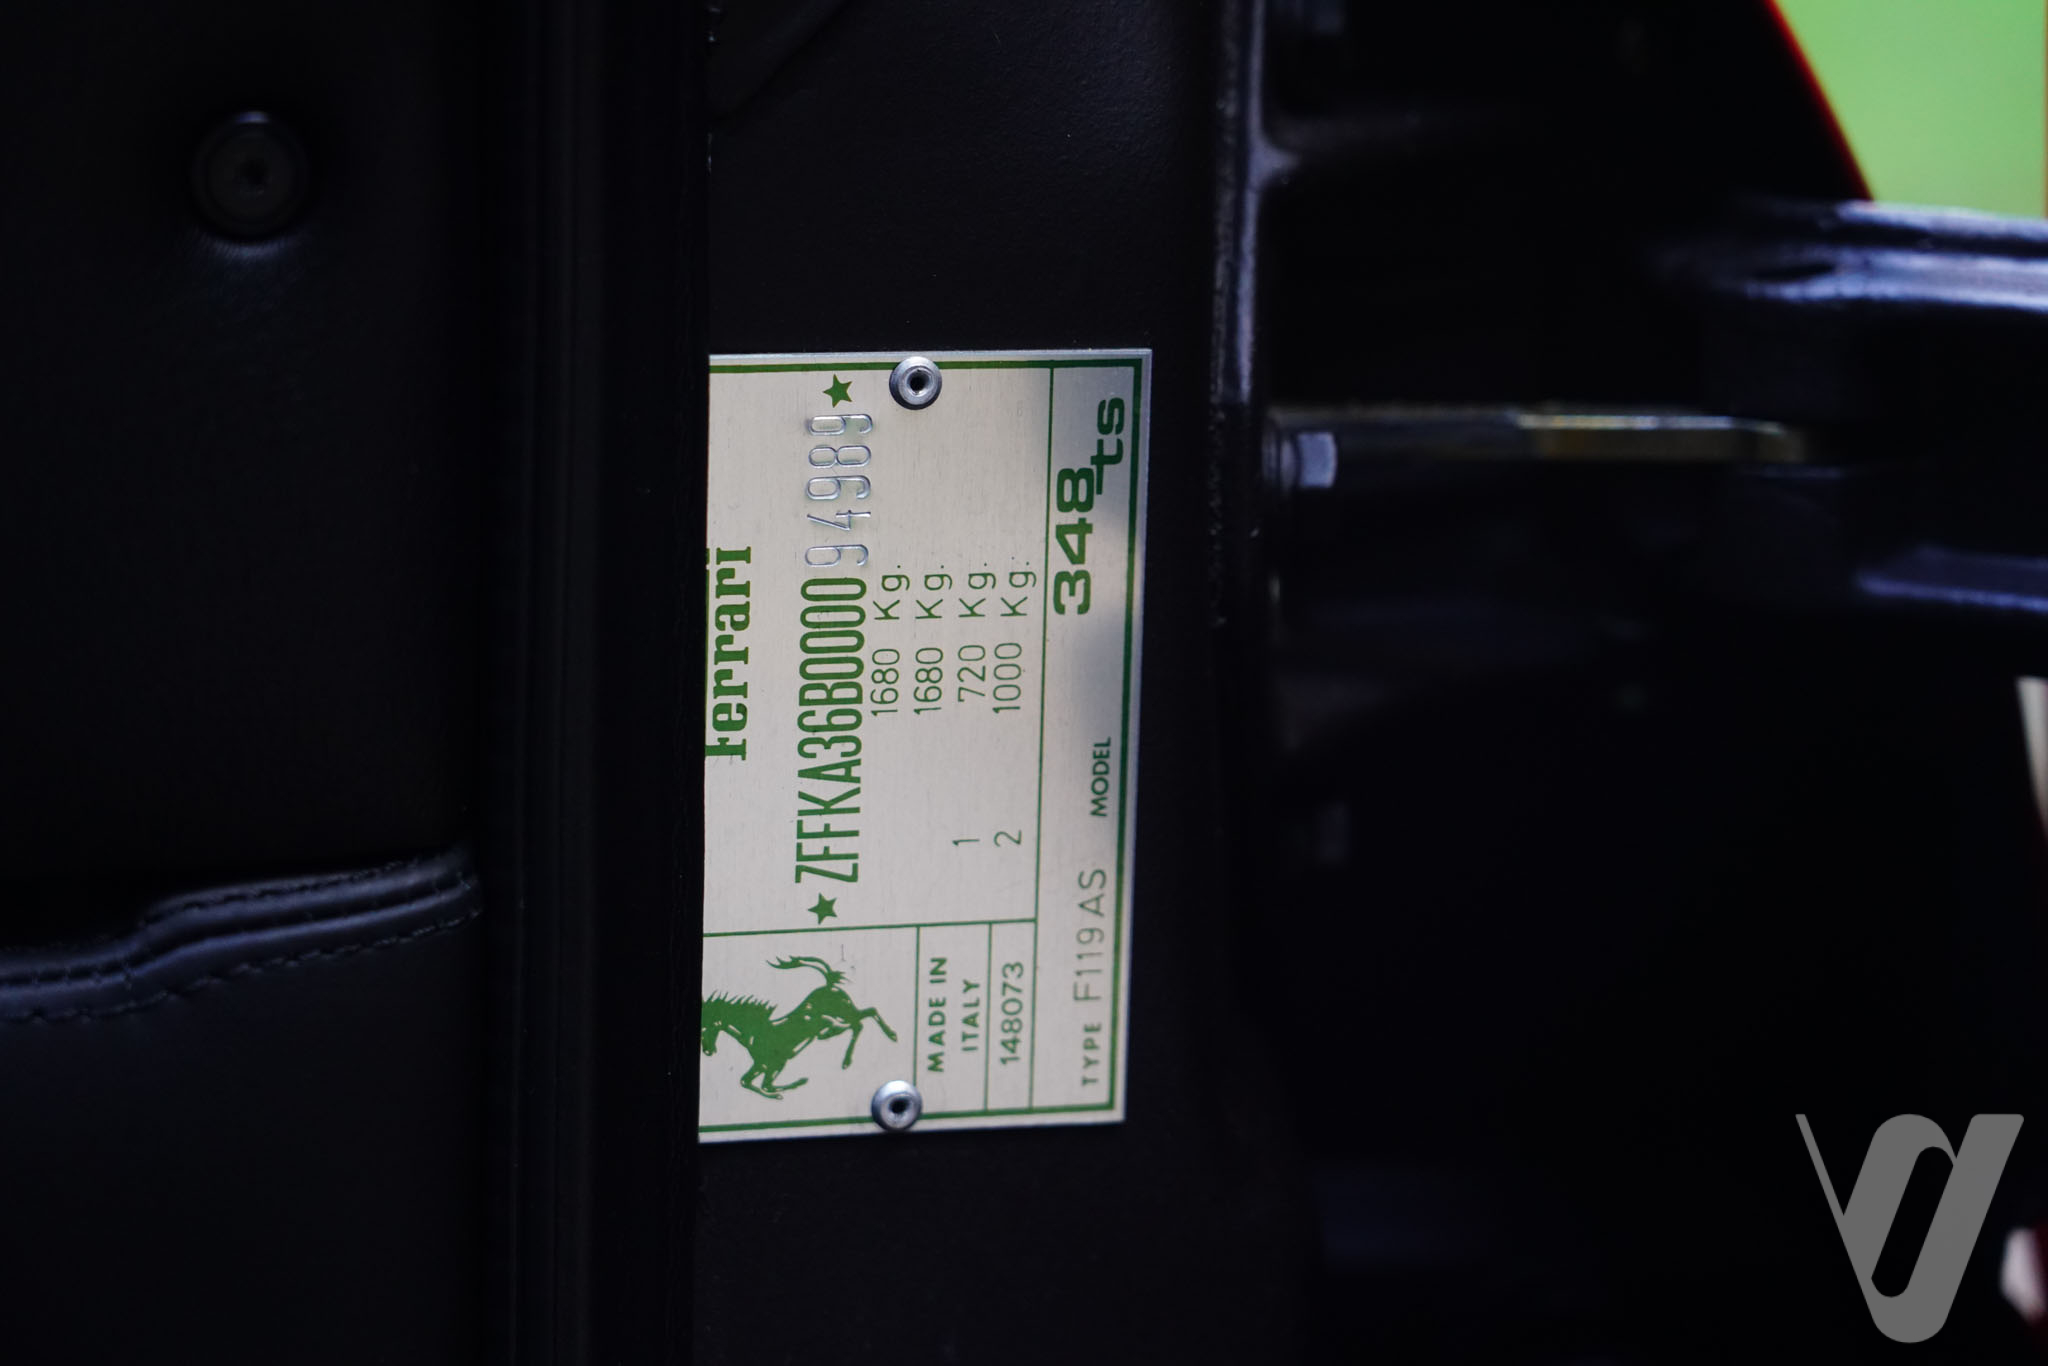 Ferrari
★ZFFKA36B000094989★
1680 Kg.
1680 Kg.
1 720 Kg.
2 1000 Kg.
MADE IN
ITALY
148073
TYPE F119AS MODEL 348ts